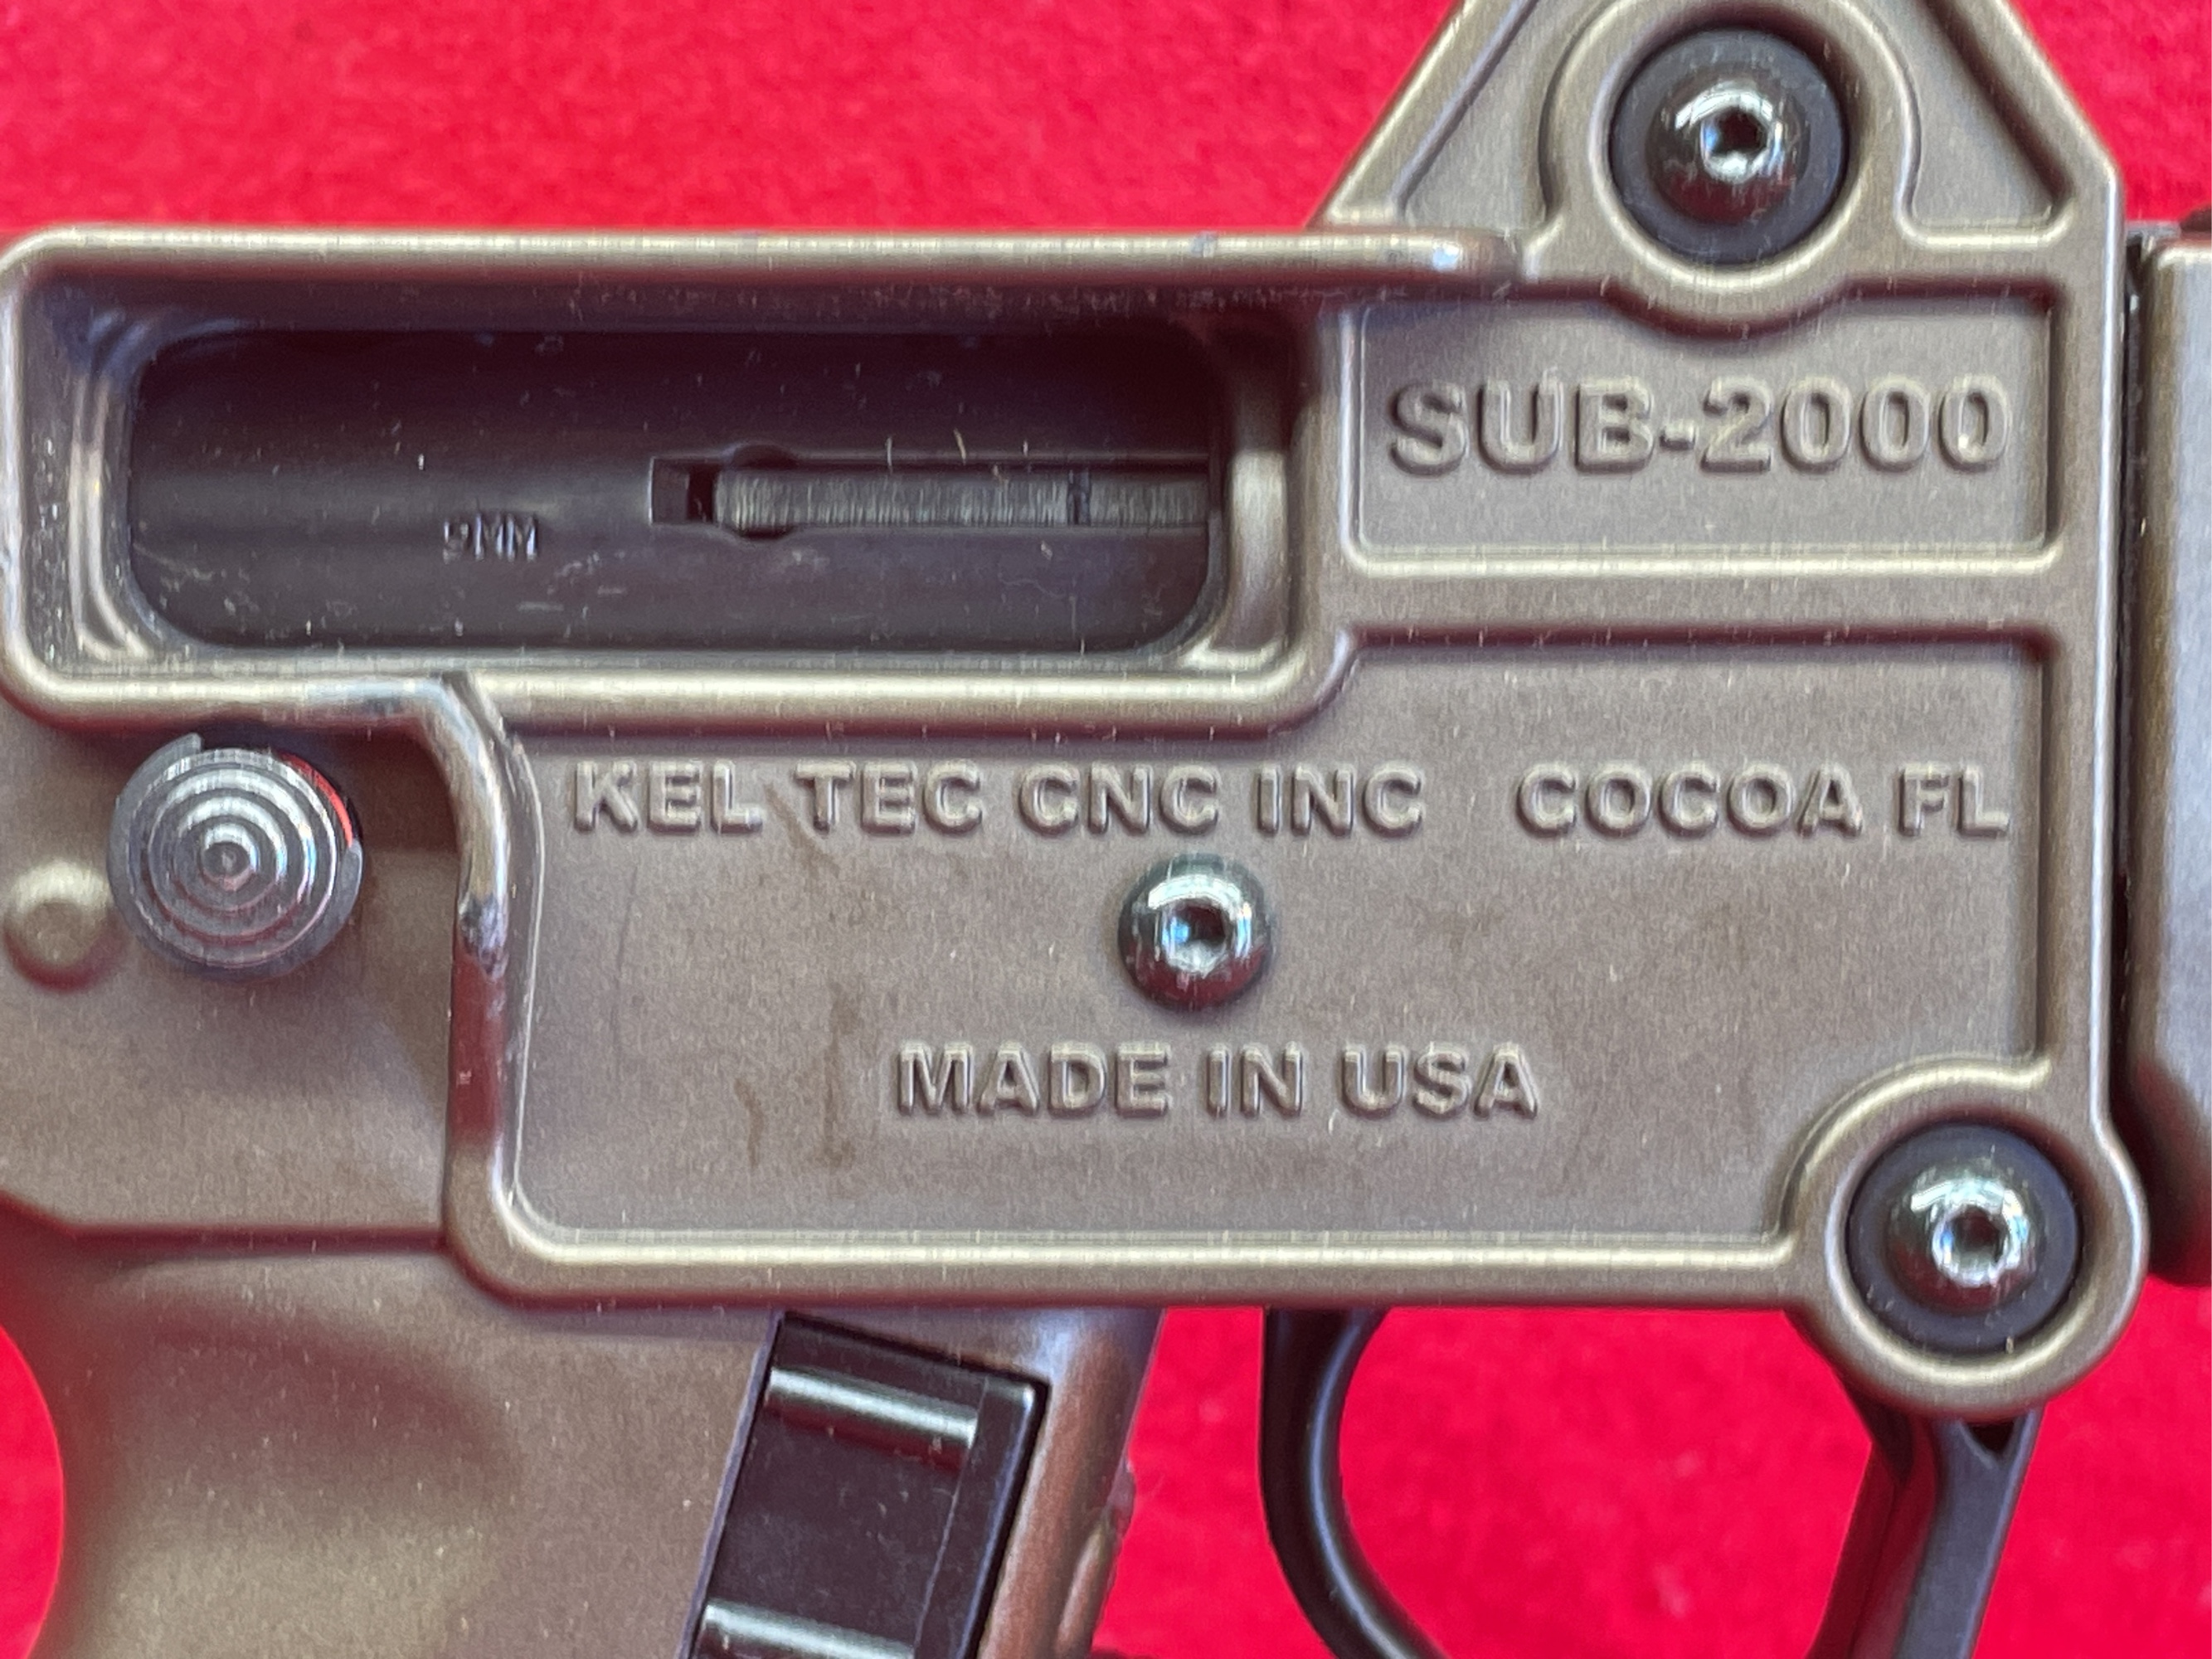 SUB-2000
9MM
KEL TEC CNC INC COCOA FL
MADE IN USA